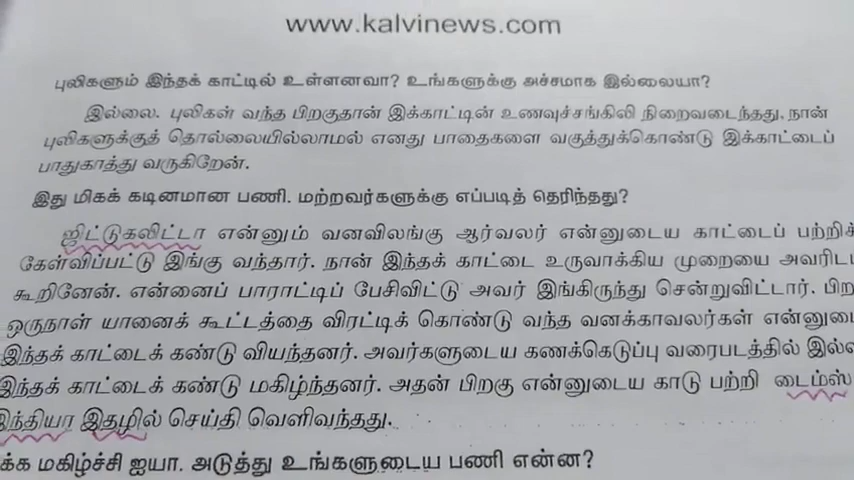 www.kalvinews.com
புலிகளும் இந்தக் காட்டில் உள்ளனவா? உங்களுக்கு அச்சமாக இல்லையா?
இல்லை. புலிகள் வந்த பிறகுதான் இக்காட்டின் உணவுச்சங்கிலி நிறைவடைந்தது. நான்
புலிகளுக்குத் தொல்லையில்லாமல் எனது பாதைகளை வகுத்துக்கொண்டு இக்காட்டைப்
பாதுகாத்து வருகிறேன்.
இது மிகக் கடினமான பணி. மற்றவர்களுக்கு எப்படித் தெரிந்தது?
ஜிட்டுகலிட்டா என்னும் வனவிலங்கு ஆர்வலர் என்னுடைய காட்டைப் பற்றிக்
கேள்விப்பட்டு இங்கு வந்தார். நான் இந்தக் காட்டை உருவாக்கிய முறையை அவரிட
கூறினேன். என்னைப் பாராட்டிப் பேசிவிட்டு அவர் இங்கிருந்து சென்றுவிட்டார். பிற
ஒருநாள் யானைக் கூட்டத்தை விரட்டிக் கொண்டு வந்த வனக்காவலர்கள் என்னுடை
இந்தக் காட்டைக் கண்டு வியந்தனர். அவர்களுடைய கணக்கெடுப்பு வரைபடத்தில் இல்ல
இந்தக் காட்டைக் கண்டு மகிழ்ந்தனர். அதன் பிறகு என்னுடைய காடு பற்றி டைம்ஸ்
இந்தியா இதழில் செய்தி வெளிவந்தது.
க்க மகிழ்ச்சி ஐயா. அடுத்து உங்களுடைய பணி என்ன?